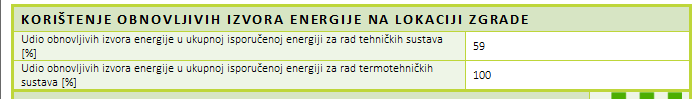 KORIŠTENJE OBNOVLJIVIH IZVORA ENERGIJE NA LOKACIJI ZGRADE
Udio obnovljivih izvora energije u ukupnoj isporučenoj energiji za rad tehničkih sustava
[%]
59
Udio obnovljivih izvora energije u ukupnoj isporučenoj energiji za rad termotehničkih
sustava [%]
100